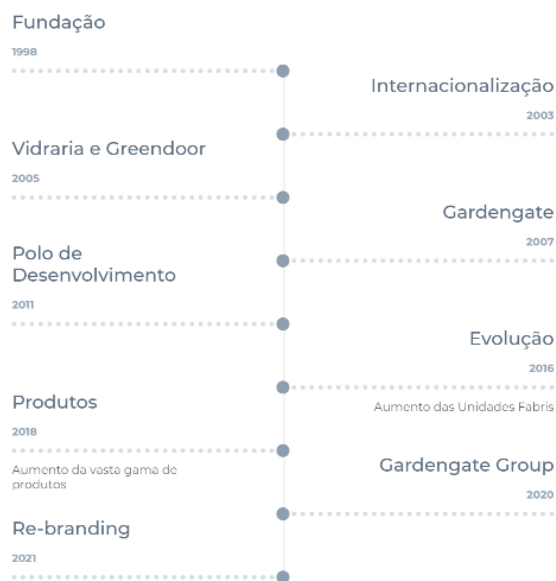 Fundação
1998
Internacionalização
2003
Vidraria e Greendoor
2005
Gardengate
2007
Polo de
Desenvolvimento
2011
Evolução
2016
Aumento das Unidades Fabris
Produtos
2018
Aumento da vasta gama de
produtos
Gardengate Group
2020
Re-branding
2021